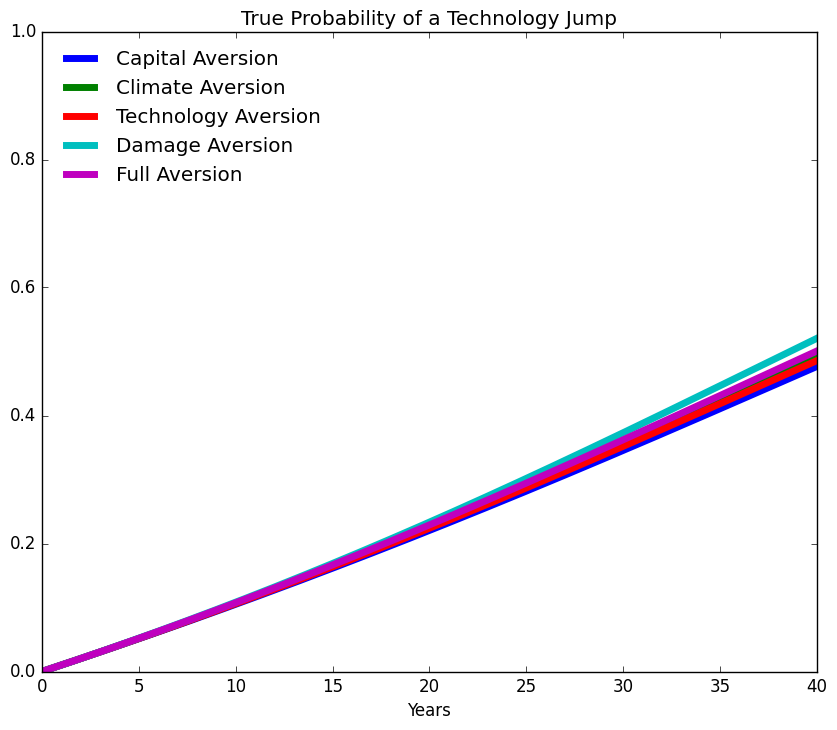 True Probability of a Technology Jump
1.0
Capital Aversion
Climate Aversion
Technology Aversion
Damage Aversion
Full Aversion
0.8
0.6
0.4
0.2
0.0
0 5 10 15 20 25 30 35 40
Years